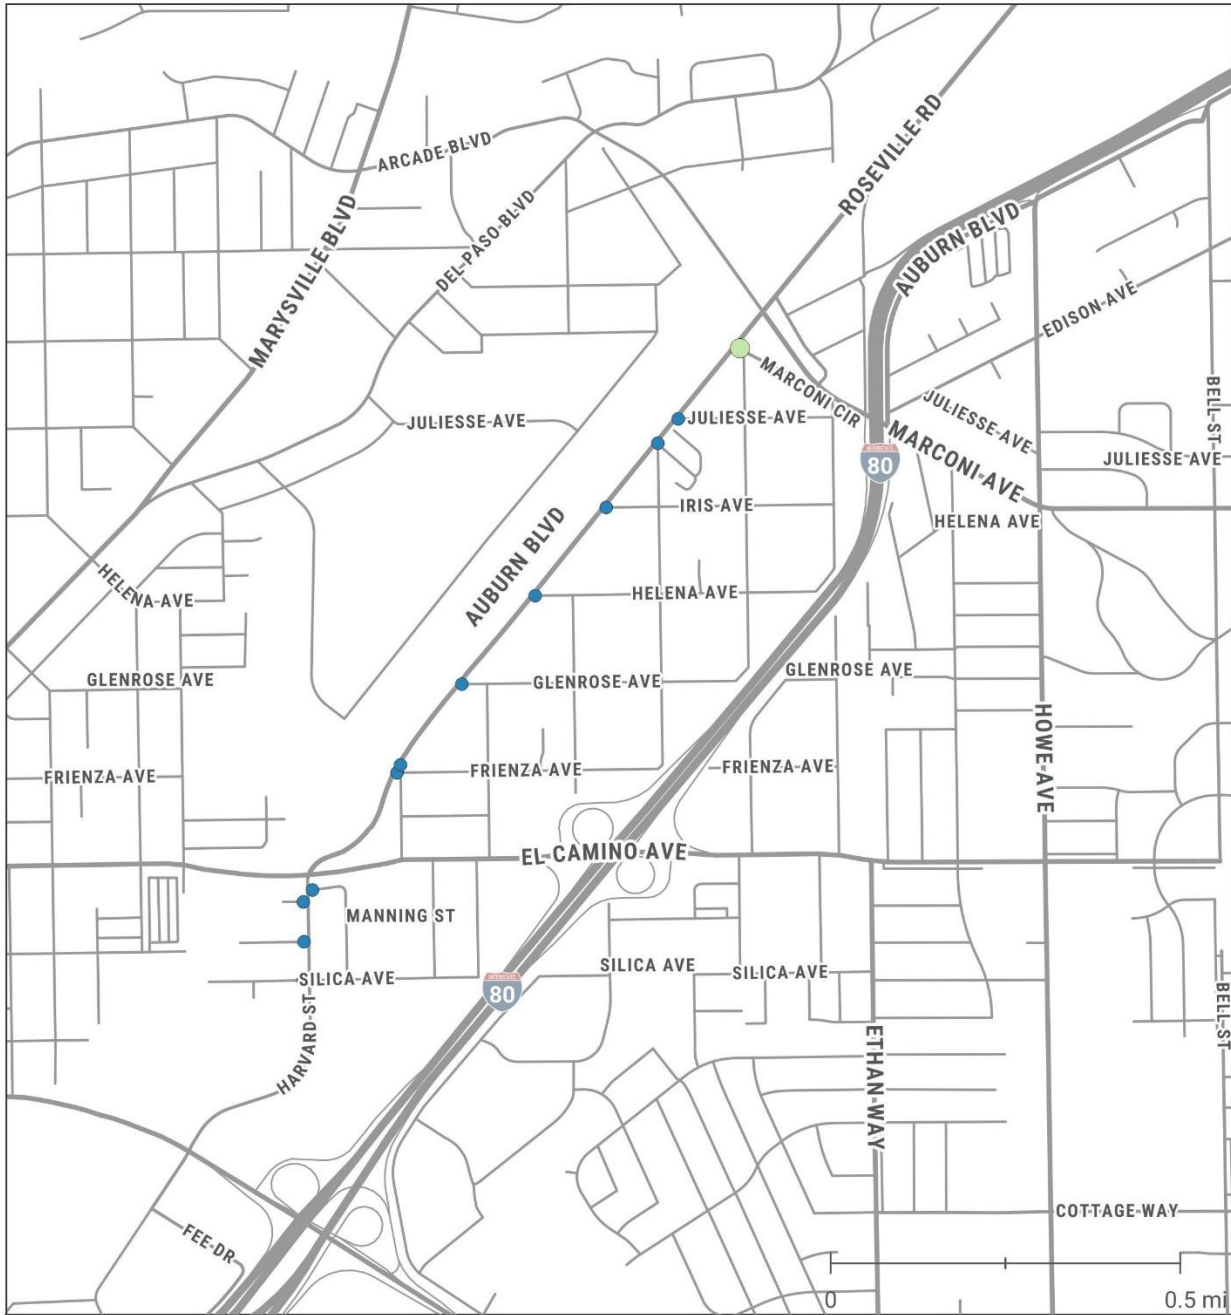 ROSEVILLE RD
ARCADE BLVD
DEL PASO BLVD
MARYSVILLE BLVD
AUBURN BLVD
EDISON AVE
MARCONI CIR
BELL ST
JULIESSE AVE
JULIESSE AVE
JULIESSE AVE
MARCONI AVE
INTERSTATE
80
JULIESSE AVE
IRIS AVE
HELENA AVE
AUBURN BLVD
HELENA AVE
HELENA AVE
GLENROSE AVE
GLENROSE AVE
GLENROSE AVE
HOWE AVE
FRIENZA AVE
FRIENZA AVE
FRIENZA AVE
EL CAMINO AVE
MANNING ST
SILICA AVE
SILICA AVE
SILICA AVE
INTERSTATE
80
BELL ST
HARVARD ST
ETHAN WAY
COTTAGE WAY
FEE DR
0
0.5 mi